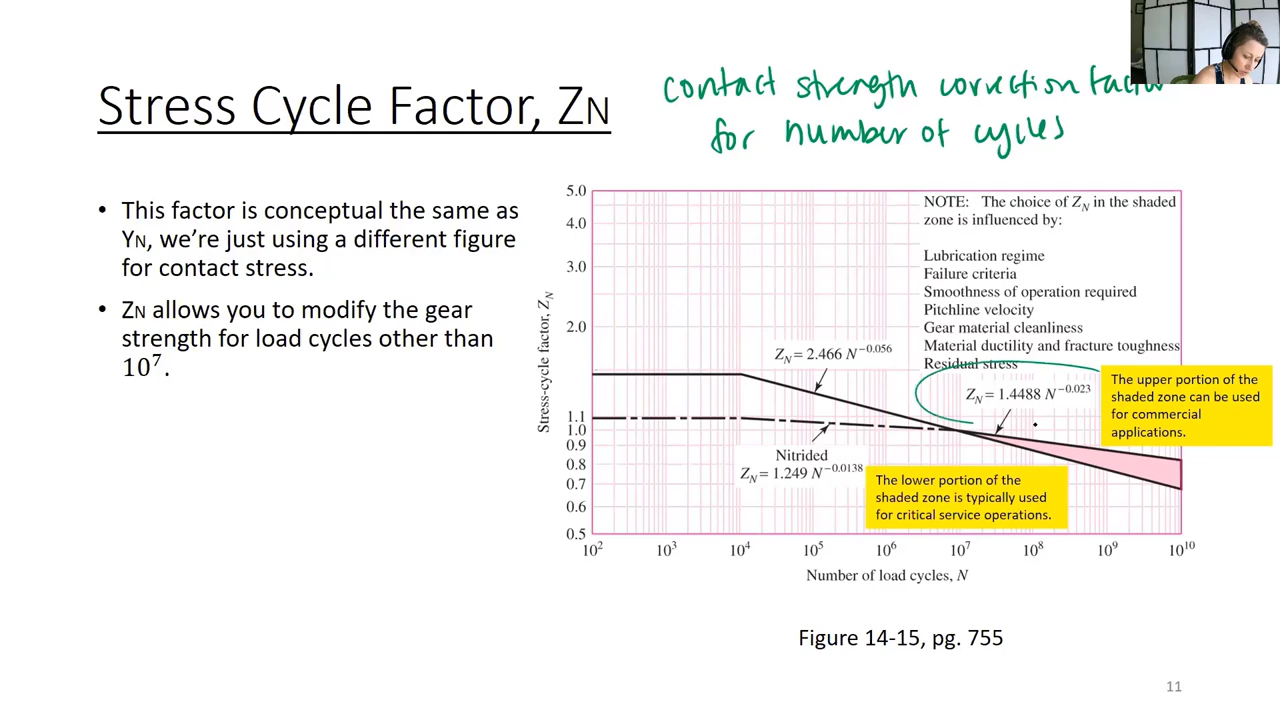 contact strength correction factor
for number of cycles
Stress Cycle Factor, ZN
• This factor is conceptual the same as
YN, we're just using a different figure
for contact stress.
• ZN allows you to modify the gear
strength for load cycles other than
10⁷.
5.0
4.0
3.0
2.0
1.1
1.0
0.9
0.8
0.7
0.6
0.5
Stress-cycle factor, Z_N
NOTE: The choice of Z_N in the shaded
zone is influenced by:
Lubrication regime
Failure criteria
Smoothness of operation required
Pitchline velocity
Gear material cleanliness
Material ductility and fracture toughness
Residual stress
Z_N = 2.466 N^−0.056
Z_N = 1.4488 N^−0.023
Nitrided
Z_N = 1.249 N^−0.0138
The upper portion of the
shaded zone can be used
for commercial
applications.
The lower portion of the
shaded zone is typically used
for critical service operations.
10² 10³ 10⁴ 10⁵ 10⁶ 10⁷ 10⁸ 10⁹ 10¹⁰
Number of load cycles, N
Figure 14-15, pg. 755
11